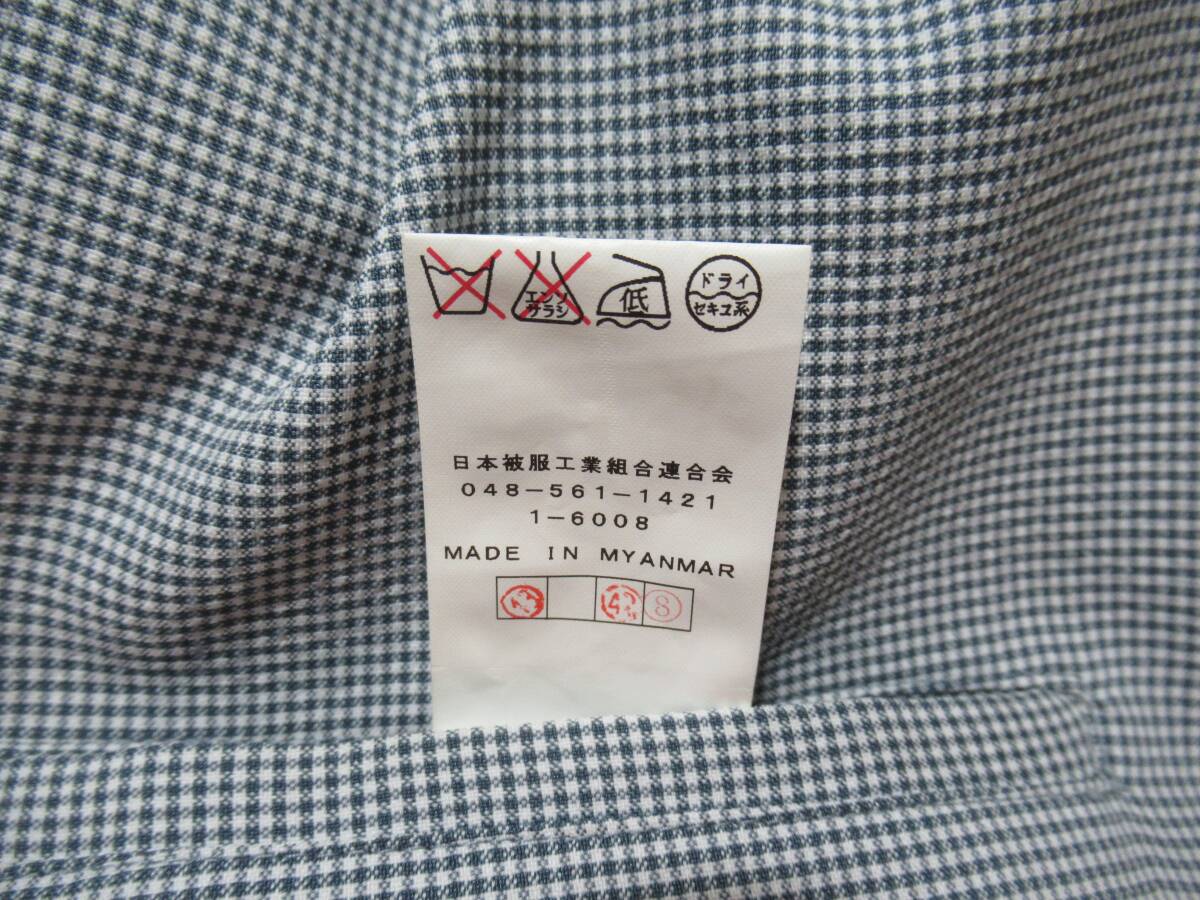 エンソ
サラシ
低
ドライ
セキユ系
日本被服工業組合連合会
048-561-1421
1-6008
MADE IN MYANMAR
8